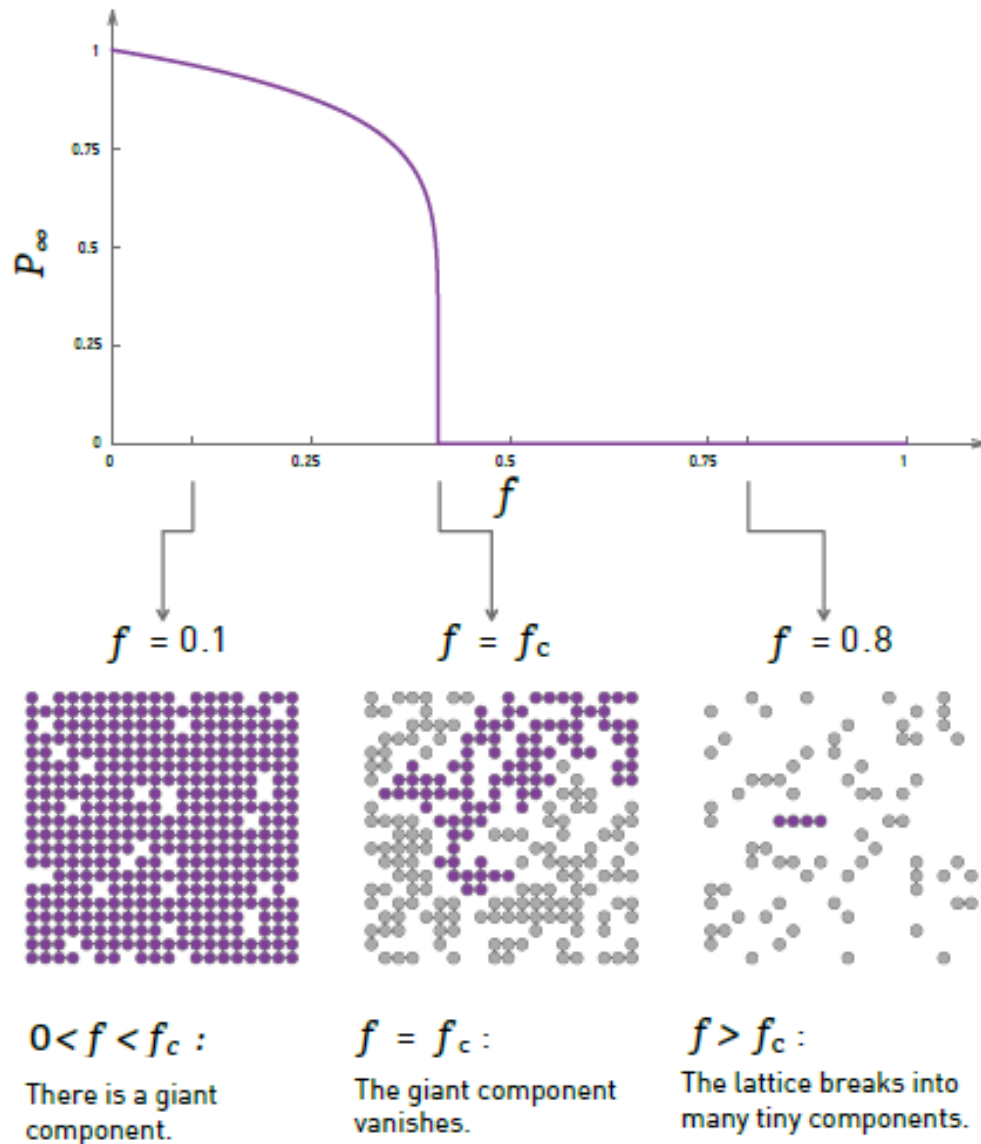 1
0.75
0.5
0.25
0
P∞
0
0.25
0.5
0.75
1
f
f = 0.1
f = fc
f = 0.8
0 < f < fc :
There is a giant
component.
f = fc :
The giant component
vanishes.
f > fc :
The lattice breaks into
many tiny components.